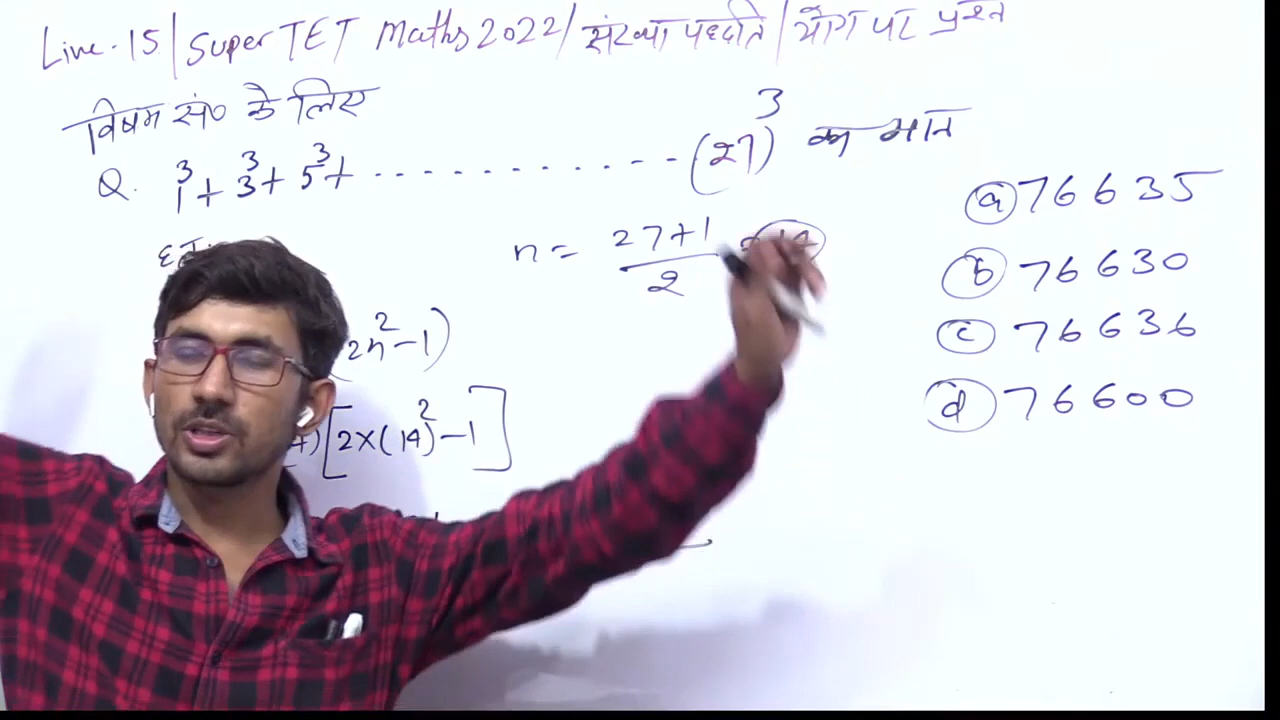 Live-15/Super TET Maths 2022/संख्या पद्धति/योग पर प्रश्न
विषम सं० के लिए
Q. 1³ + 3³ + 5³ + ............ (27)³ का मान
n = 27+1/2 = 14
2n² - 1)
[2×(14)² - 1]
(a) 76635
(b) 76630
(c) 76636
(d) 76600